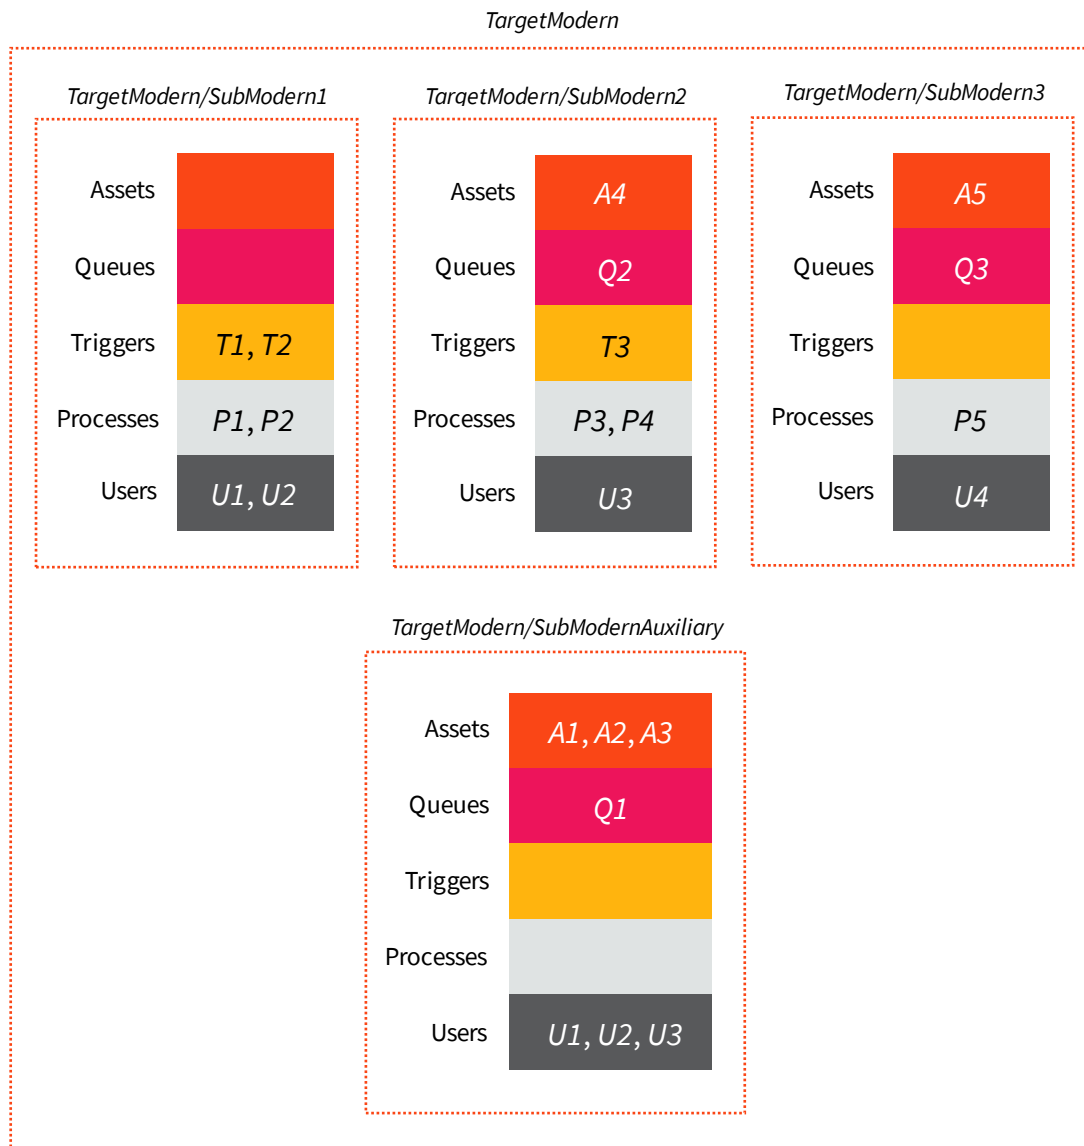 TargetModern
TargetModern/SubModern1
Assets
Queues
Triggers T1, T2
Processes P1, P2
Users U1, U2
TargetModern/SubModern2
Assets A4
Queues Q2
Triggers T3
Processes P3, P4
Users U3
TargetModern/SubModern3
Assets A5
Queues Q3
Triggers
Processes P5
Users U4
TargetModern/SubModernAuxiliary
Assets A1, A2, A3
Queues Q1
Triggers
Processes
Users U1, U2, U3